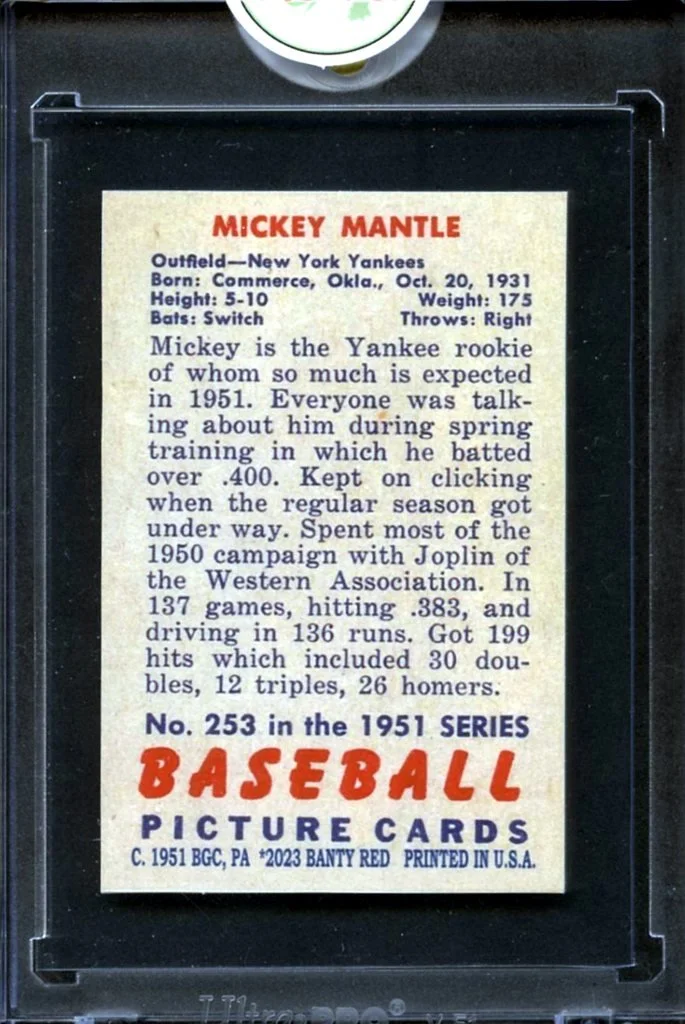 MICKEY MANTLE
Outfield—New York Yankees
Born: Commerce, Okla., Oct. 20, 1931
Height: 5-10 Weight: 175
Bats: Switch Throws: Right
Mickey is the Yankee rookie
of whom so much is expected
in 1951. Everyone was talk-
ing about him during spring
training in which he batted
over .400. Kept on clicking
when the regular season got
under way. Spent most of the
1950 campaign with Joplin of
the Western Association. In
137 games, hitting .383, and
driving in 136 runs. Got 199
hits which included 30 dou-
bles, 12 triples, 26 homers.
No. 253 in the 1951 SERIES
BASEBALL
PICTURE CARDS
C. 1951 BGC, PA *2023 BANTY RED PRINTED IN U.S.A.
Ultra·PRO®